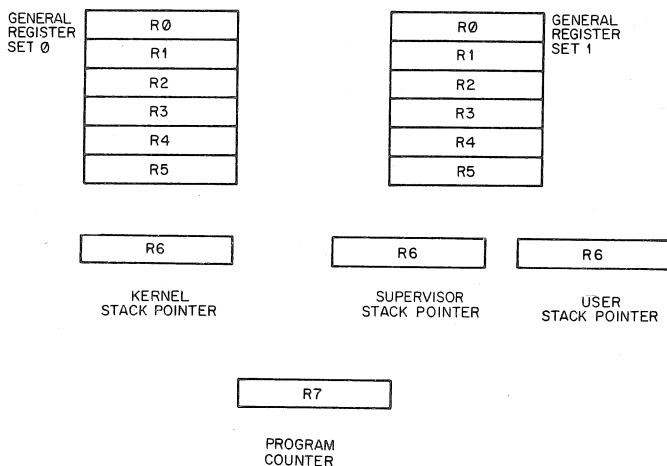 GENERAL
REGISTER
SET Ø
RØ
R1
R2
R3
R4
R5
RØ
R1
R2
R3
R4
R5
GENERAL
REGISTER
SET 1
R6
KERNEL
STACK POINTER
R6
SUPERVISOR
STACK POINTER
R6
USER
STACK POINTER
R7
PROGRAM
COUNTER